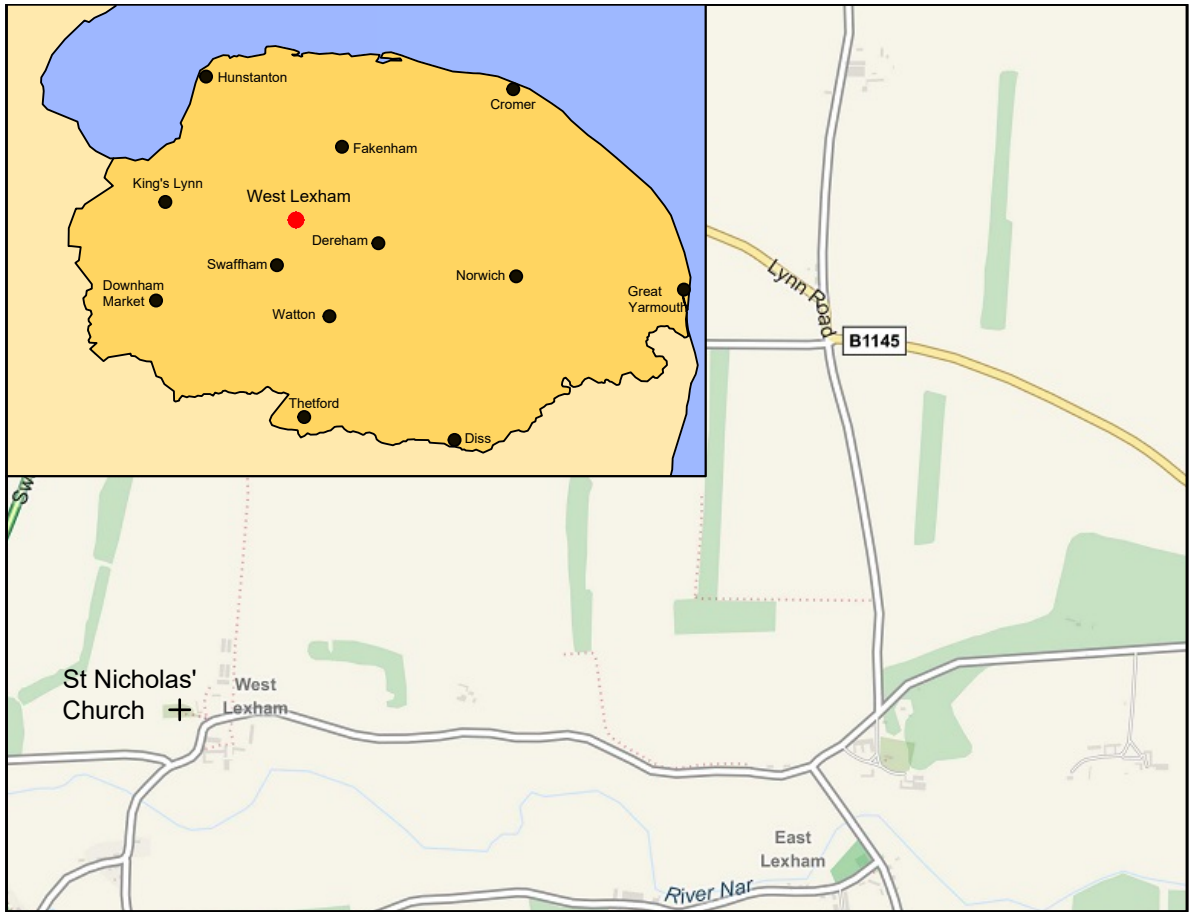 Hunstanton
Cromer
Fakenham
King's Lynn
West Lexham
Dereham
Swaffham
Norwich
Downham
Market
Great
Yarmouth
Watton
Thetford
Diss
Lynn Road
B1145
Sw
St Nicholas'
Church
West
Lexham
East
Lexham
River Nar